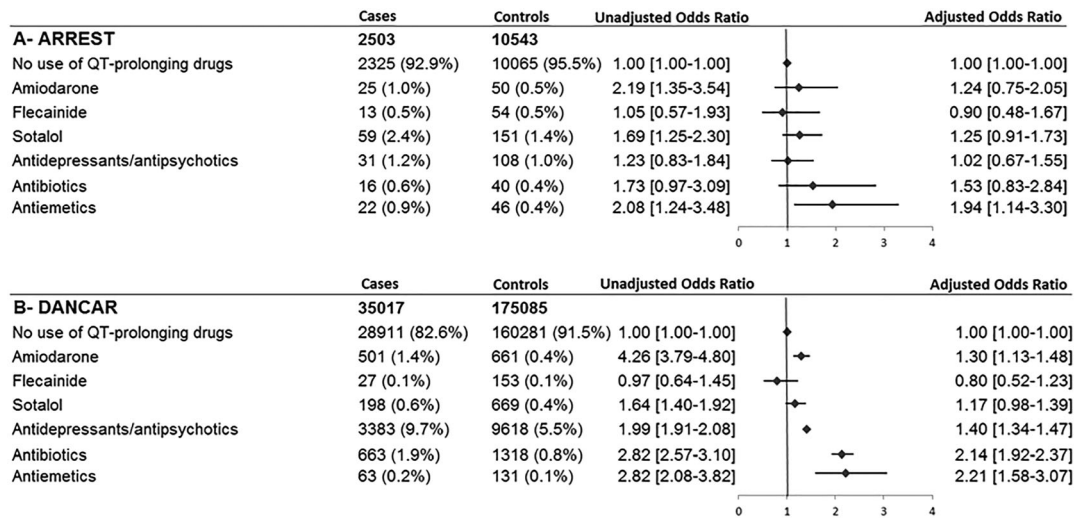 Cases Controls Unadjusted Odds Ratio Adjusted Odds Ratio
A- ARREST 2503 10543
No use of QT-prolonging drugs 2325 (92.9%) 10065 (95.5%) 1.00 [1.00-1.00] 1.00 [1.00-1.00]
Amiodarone 25 (1.0%) 50 (0.5%) 2.19 [1.35-3.54] 1.24 [0.75-2.05]
Flecainide 13 (0.5%) 54 (0.5%) 1.05 [0.57-1.93] 0.90 [0.48-1.67]
Sotalol 59 (2.4%) 151 (1.4%) 1.69 [1.25-2.30] 1.25 [0.91-1.73]
Antidepressants/antipsychotics 31 (1.2%) 108 (1.0%) 1.23 [0.83-1.84] 1.02 [0.67-1.55]
Antibiotics 16 (0.6%) 40 (0.4%) 1.73 [0.97-3.09] 1.53 [0.83-2.84]
Antiemetics 22 (0.9%) 46 (0.4%) 2.08 [1.24-3.48] 1.94 [1.14-3.30]
0 1 2 3 4
Cases Controls Unadjusted Odds Ratio Adjusted Odds Ratio
B- DANCAR 35017 175085
No use of QT-prolonging drugs 28911 (82.6%) 160281 (91.5%) 1.00 [1.00-1.00] 1.00 [1.00-1.00]
Amiodarone 501 (1.4%) 661 (0.4%) 4.26 [3.79-4.80] 1.30 [1.13-1.48]
Flecainide 27 (0.1%) 153 (0.1%) 0.97 [0.64-1.45] 0.80 [0.52-1.23]
Sotalol 198 (0.6%) 669 (0.4%) 1.64 [1.40-1.92] 1.17 [0.98-1.39]
Antidepressants/antipsychotics 3383 (9.7%) 9618 (5.5%) 1.99 [1.91-2.08] 1.40 [1.34-1.47]
Antibiotics 663 (1.9%) 1318 (0.8%) 2.82 [2.57-3.10] 2.14 [1.92-2.37]
Antiemetics 63 (0.2%) 131 (0.1%) 2.82 [2.08-3.82] 2.21 [1.58-3.07]
0 1 2 3 4